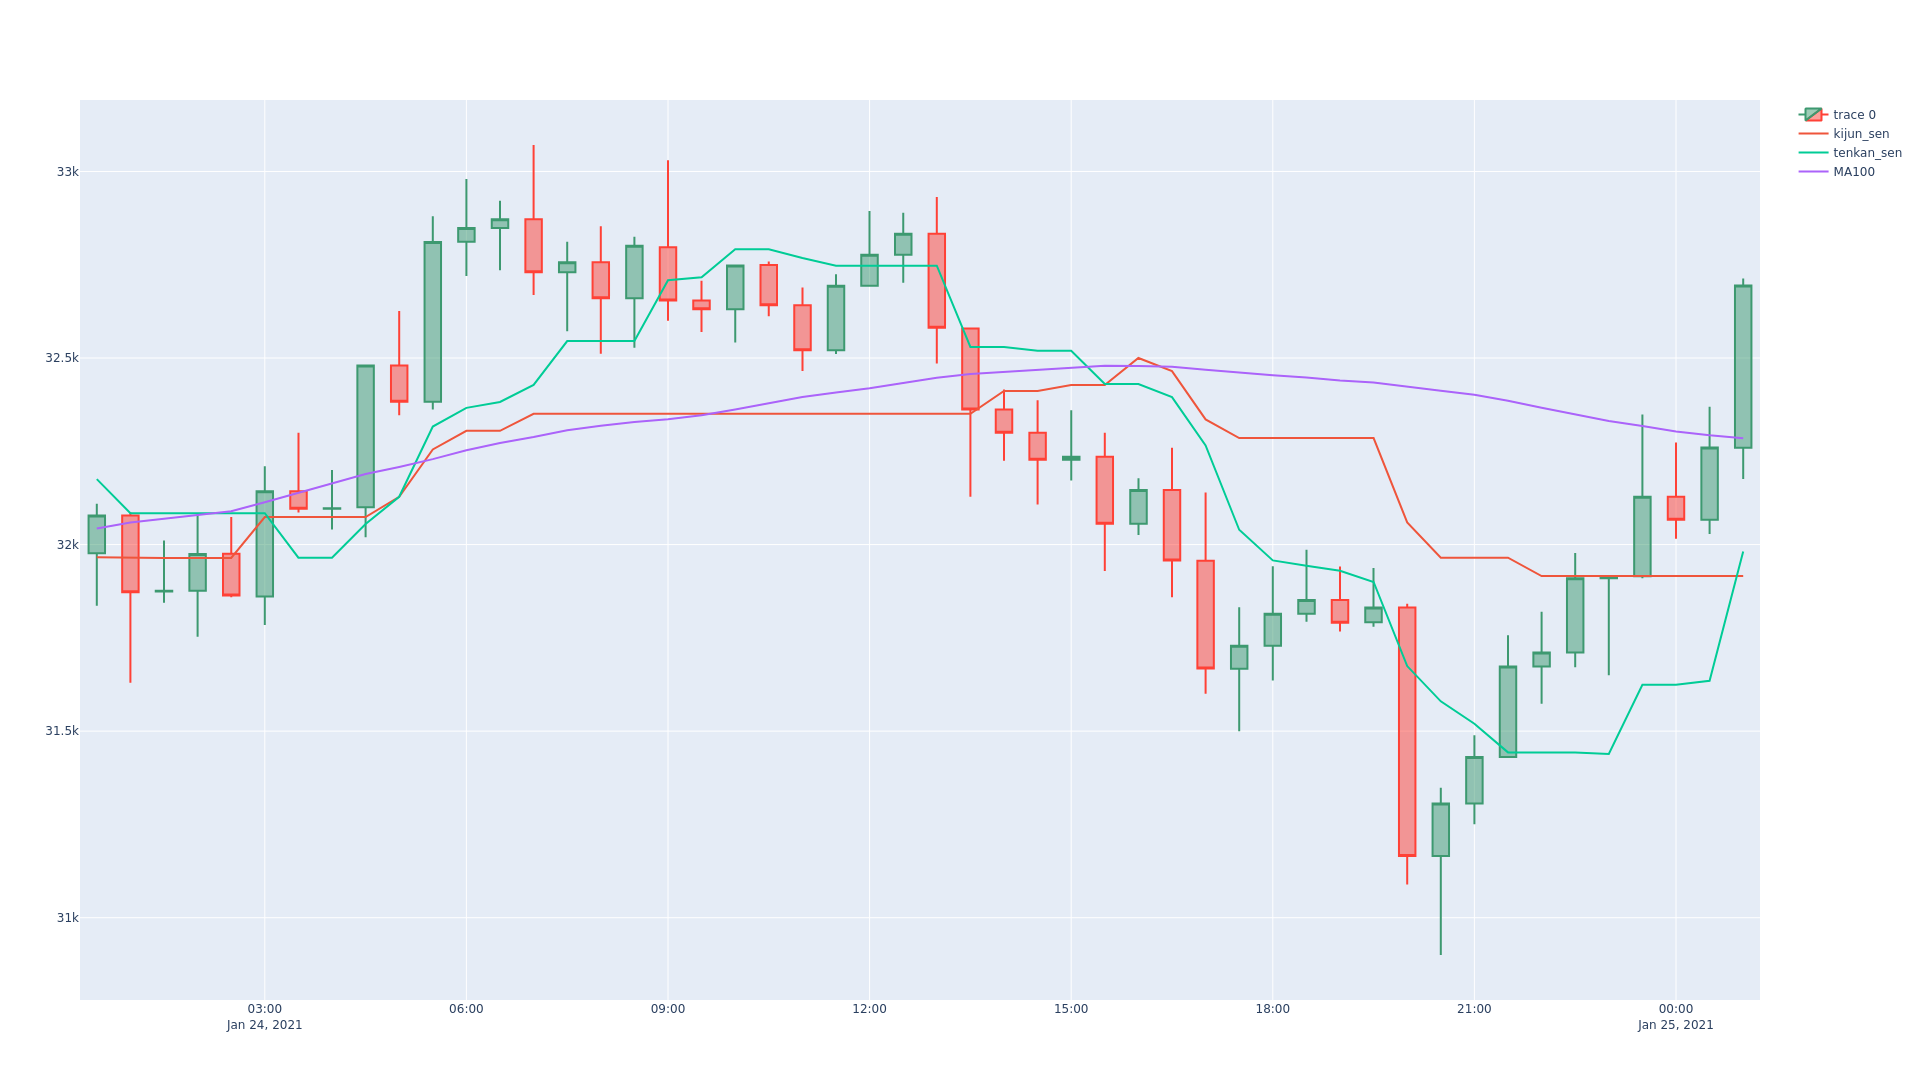 trace 0
kijun_sen
tenkan_sen
MA100
33k
32.5k
32k
31.5k
31k
03:00
Jan 24, 2021
06:00
09:00
12:00
15:00
18:00
21:00
00:00
Jan 25, 2021